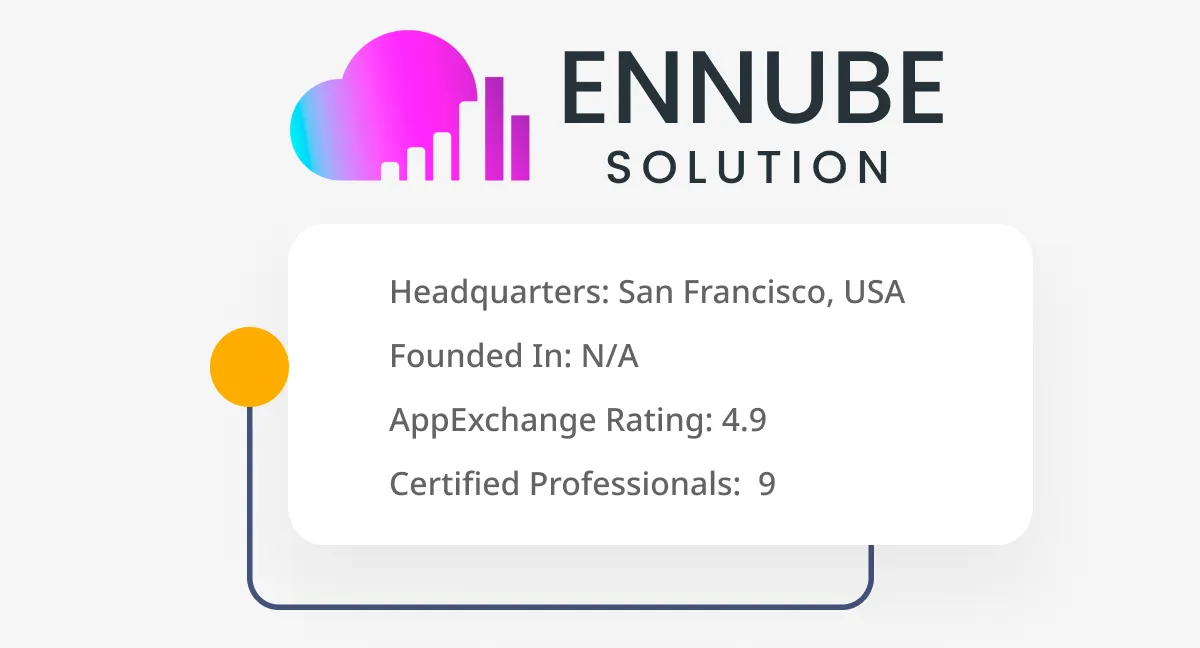 ENNUBE
SOLUTION
Headquarters: San Francisco, USA
Founded In: N/A
AppExchange Rating: 4.9
Certified Professionals: 9